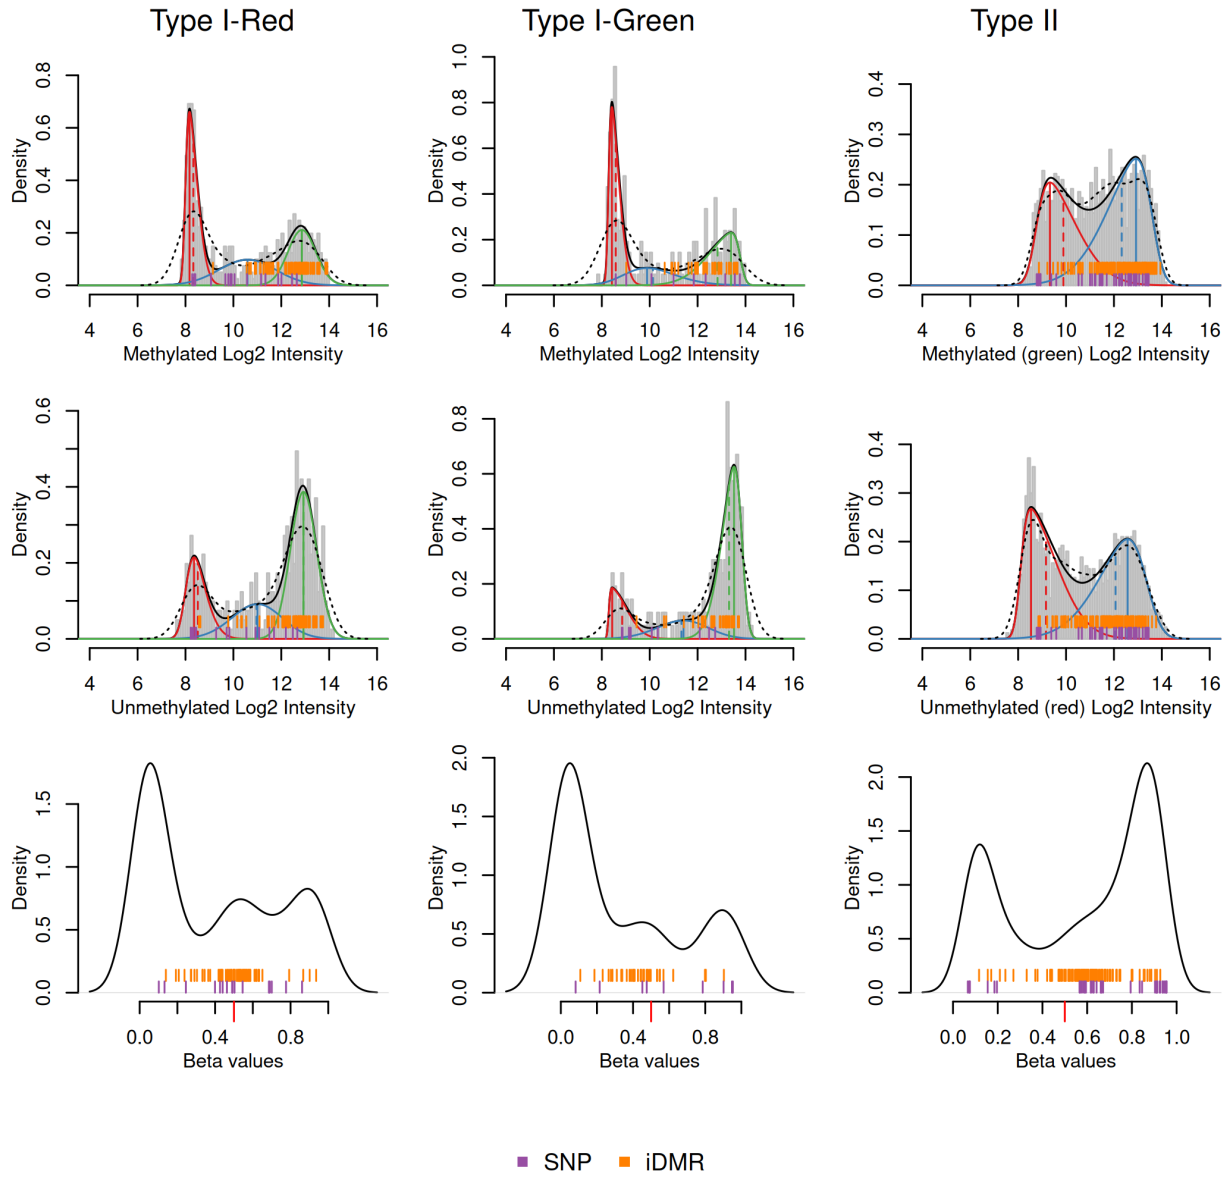 Type I-Red
Type I-Green
Type II
Density
0.0 0.2 0.4 0.6 0.8
4 6 8 10 12 14 16
Methylated Log2 Intensity
Density
0.0 0.2 0.4 0.6 0.8 1.0
4 6 8 10 12 14 16
Methylated Log2 Intensity
Density
0.0 0.1 0.2 0.3 0.4
4 6 8 10 12 14 16
Methylated (green) Log2 Intensity
Density
0.0 0.2 0.4 0.6
4 6 8 10 12 14 16
Unmethylated Log2 Intensity
Density
0.0 0.2 0.4 0.6 0.8
4 6 8 10 12 14 16
Unmethylated Log2 Intensity
Density
0.0 0.1 0.2 0.3 0.4
4 6 8 10 12 14 16
Unmethylated (red) Log2 Intensity
Density
0.0 0.5 1.0 1.5
0.0 0.4 0.8
Beta values
Density
0.0 0.5 1.0 1.5 2.0
0.0 0.4 0.8
Beta values
Density
0.0 0.5 1.0 1.5 2.0
0.0 0.2 0.4 0.6 0.8 1.0
Beta values
SNP iDMR